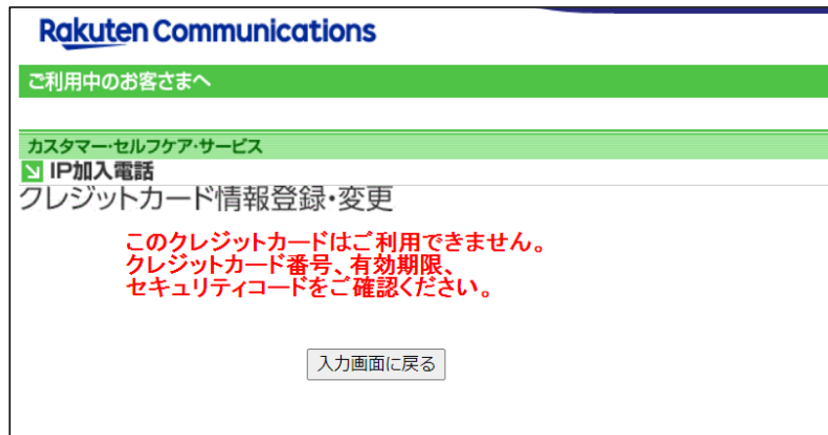 Rakuten Communications
ご利用中のお客さまへ
カスタマー・セルフケア・サービス
IP加入電話
クレジットカード情報登録・変更
このクレジットカードはご利用できません。
クレジットカード番号、有効期限、
セキュリティコードをご確認ください。
入力画面に戻る